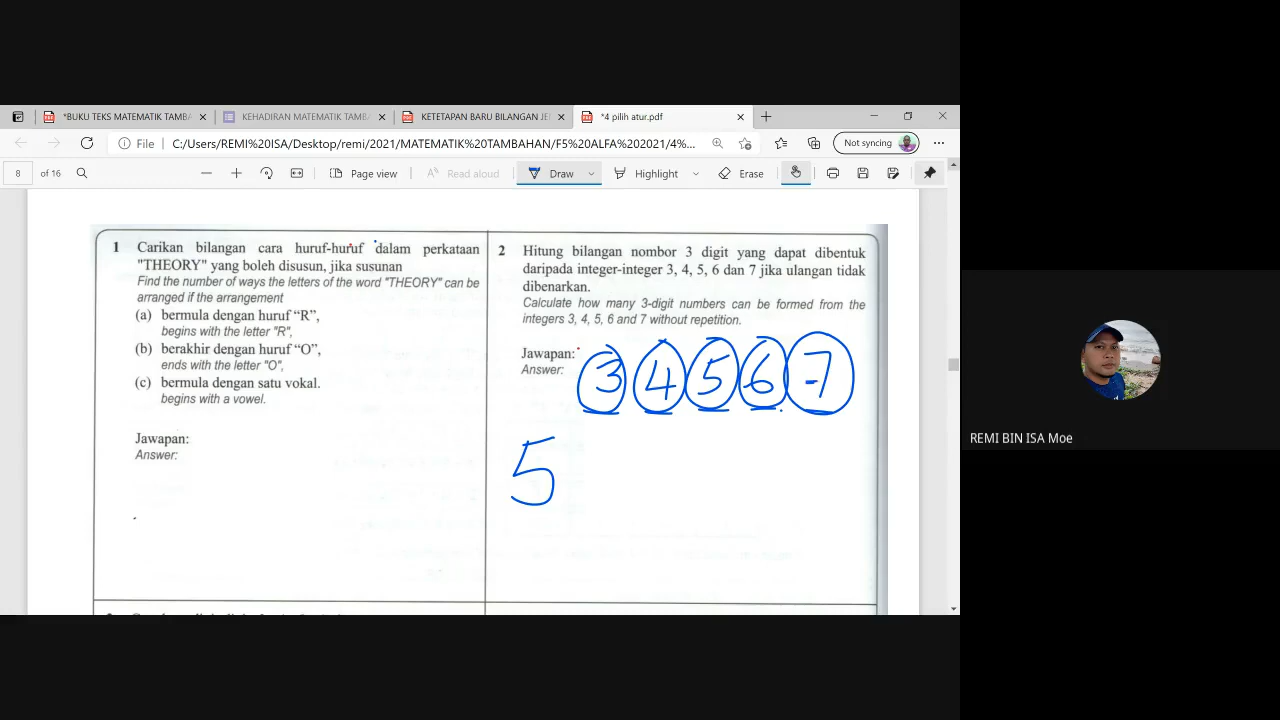 *BUKU TEKS MATEMATIK TAMBA
KEHADIRAN MATEMATIK TAMBA
KETETAPAN BARU BILANGAN JE
*4 pilih atur.pdf
File
C:/Users/REMI%20ISA/Desktop/remi/2021/MATEMATIK%20TAMBAHAN/F5%20ALFA%202021/4%...
Not syncing
8 of 16
Page view
Read aloud
Draw
Highlight
Erase
1 Carikan bilangan cara huruf-huruf dalam perkataan
"THEORY" yang boleh disusun, jika susunan
Find the number of ways the letters of the word "THEORY" can be
arranged if the arrangement
(a) bermula dengan huruf “R”,
begins with the letter "R",
(b) berakhir dengan huruf “O”,
ends with the letter "O",
(c) bermula dengan satu vokal.
begins with a vowel.
Jawapan:
Answer:
2 Hitung bilangan nombor 3 digit yang dapat dibentuk
daripada integer-integer 3, 4, 5, 6 dan 7 jika ulangan tidak
dibenarkan.
Calculate how many 3-digit numbers can be formed from the
integers 3, 4, 5, 6 and 7 without repetition.
Jawapan:
Answer:
3 4 5 6 7
5
REMI BIN ISA Moe